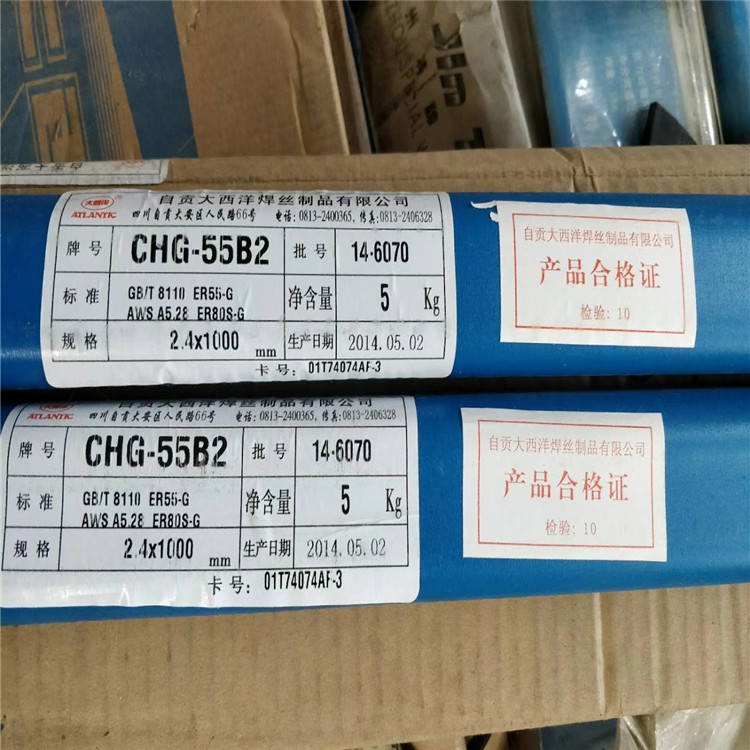 自贡大西洋焊丝制品有限公司
大西洋
ATLANTIC
四川自贡大安区人民路66号 电话:0813-2400365,传真:0813-2406328
牌号 CHG-55B2 批号 14-6070
标准 GB/T 8110 ER55-G 净含量 5 Kg
AWS A5.28 ER80S-G
规格 2.4x1000 mm 生产日期 2014.05.02
卡号: 01T74074AF-3
自贡大西洋焊丝制品有限公司
产品合格证
检验: 10
自贡大西洋焊丝制品有限公司
ATLANTIC
四川自贡大安区人民路66号 电话:0813-2400365,传真:0813-2406328
牌号 CHG-55B2 批号 14-6070
标准 GB/T 8110 ER55-G 净含量 5 Kg
AWS A5.28 ER80S-G
规格 2.4x1000 mm 生产日期 2014.05.02
卡号: 01T74074AF-3
自贡大西洋焊丝制品有限公司
产品合格证
检验: 10